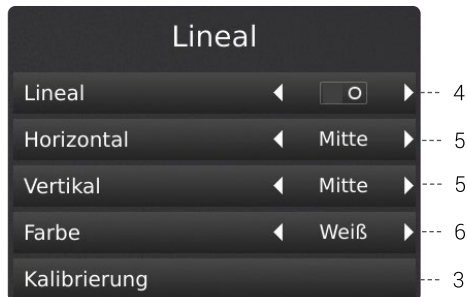 Lineal
Lineal 4
Horizontal Mitte 5
Vertikal Mitte 5
Farbe Weiß 6
Kalibrierung 3